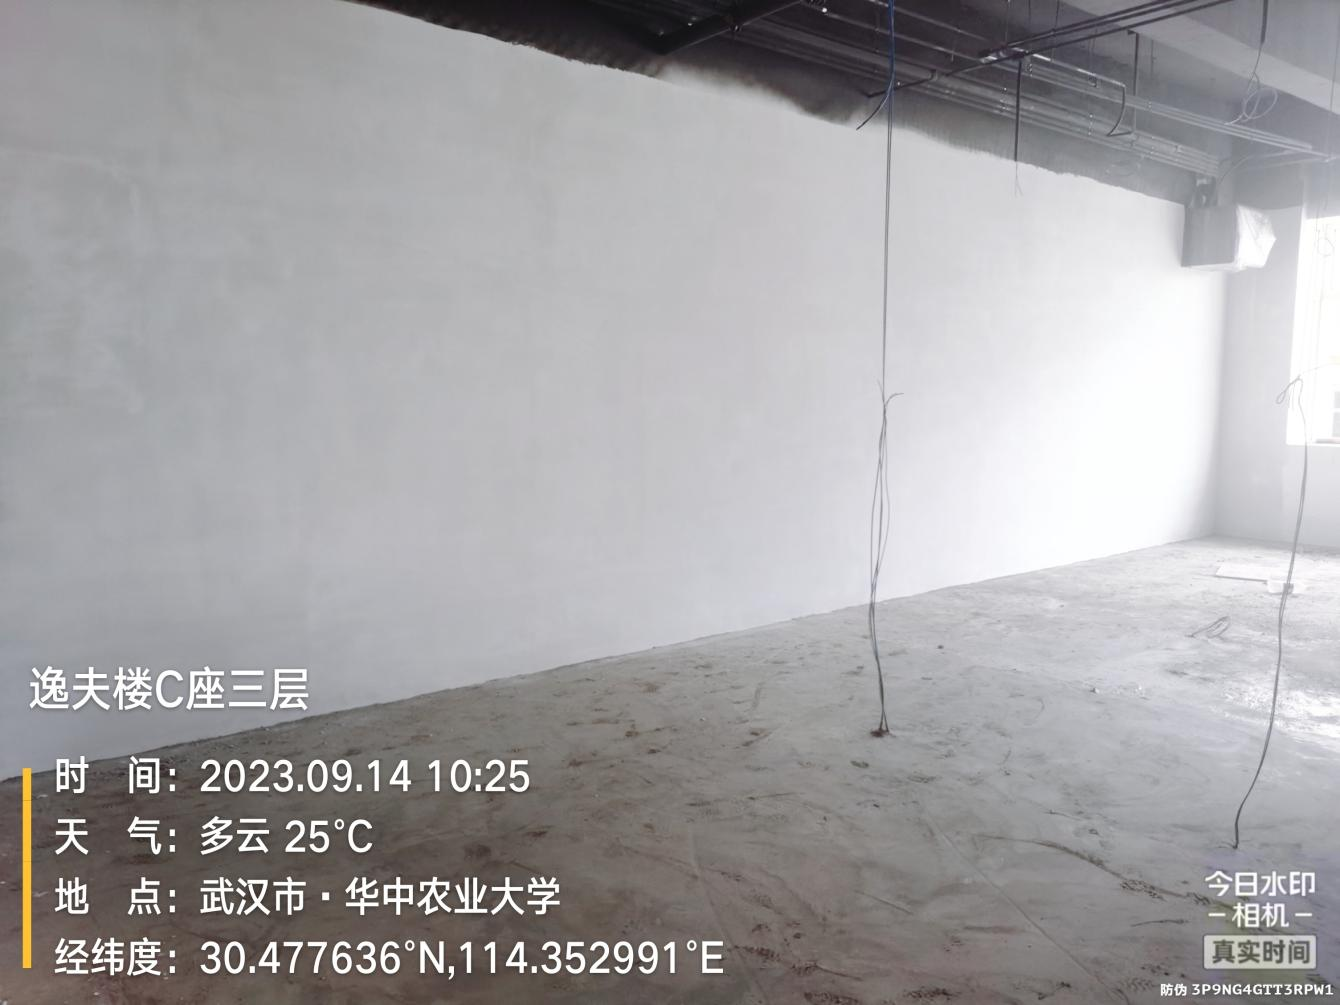 逸夫楼C座三层
时 间：2023.09.14 10:25
天 气：多云 25°C
地 点：武汉市·华中农业大学
经纬度：30.477636°N,114.352991°E
今日水印
-相机-
真实时间
防伪 3P9NG4GTT3RPW1